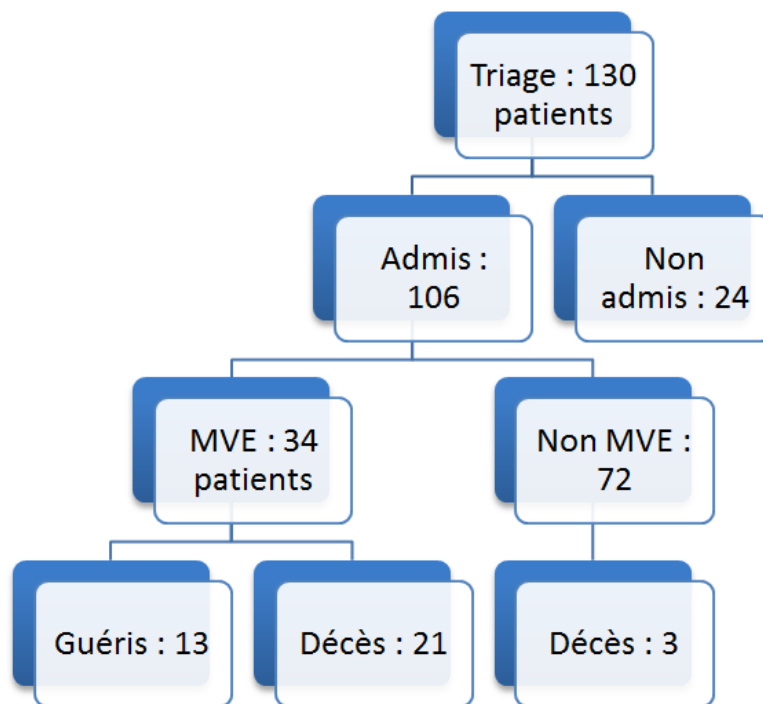 Triage : 130
patients
Admis :
106
Non
admis : 24
MVE : 34
patients
Non MVE :
72
Guéris : 13
Décès : 21
Décès : 3